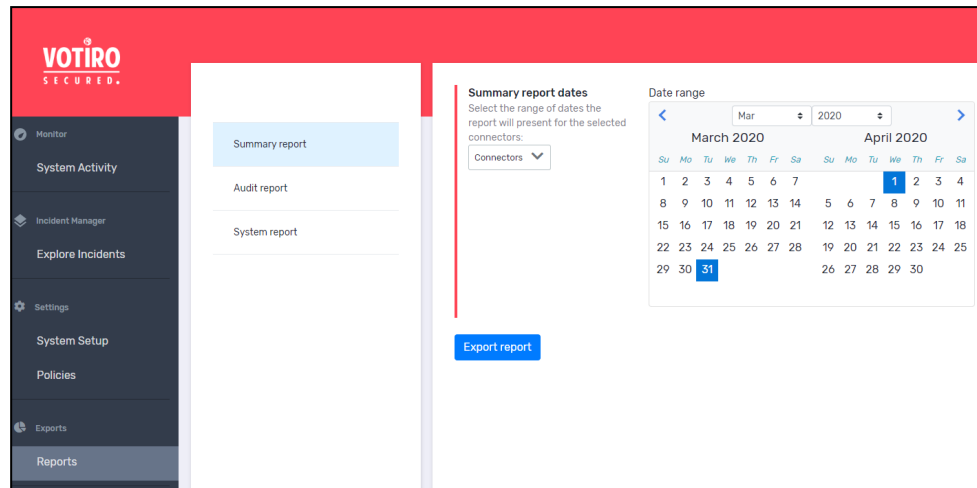 VOTIRO
SECURED.
Monitor
System Activity
Incident Manager
Explore Incidents
Settings
System Setup
Policies
Exports
Reports
Summary report
Audit report
System report
Summary report dates
Select the range of dates the
report will present for the selected
connectors:
Connectors
Export report
Date range
Mar 2020
March 2020
Su Mo Tu We Th Fr Sa
1 2 3 4 5 6 7
8 9 10 11 12 13 14
15 16 17 18 19 20 21
22 23 24 25 26 27 28
29 30 31
April 2020
Su Mo Tu We Th Fr Sa
1 2 3 4
5 6 7 8 9 10 11
12 13 14 15 16 17 18
19 20 21 22 23 24 25
26 27 28 29 30